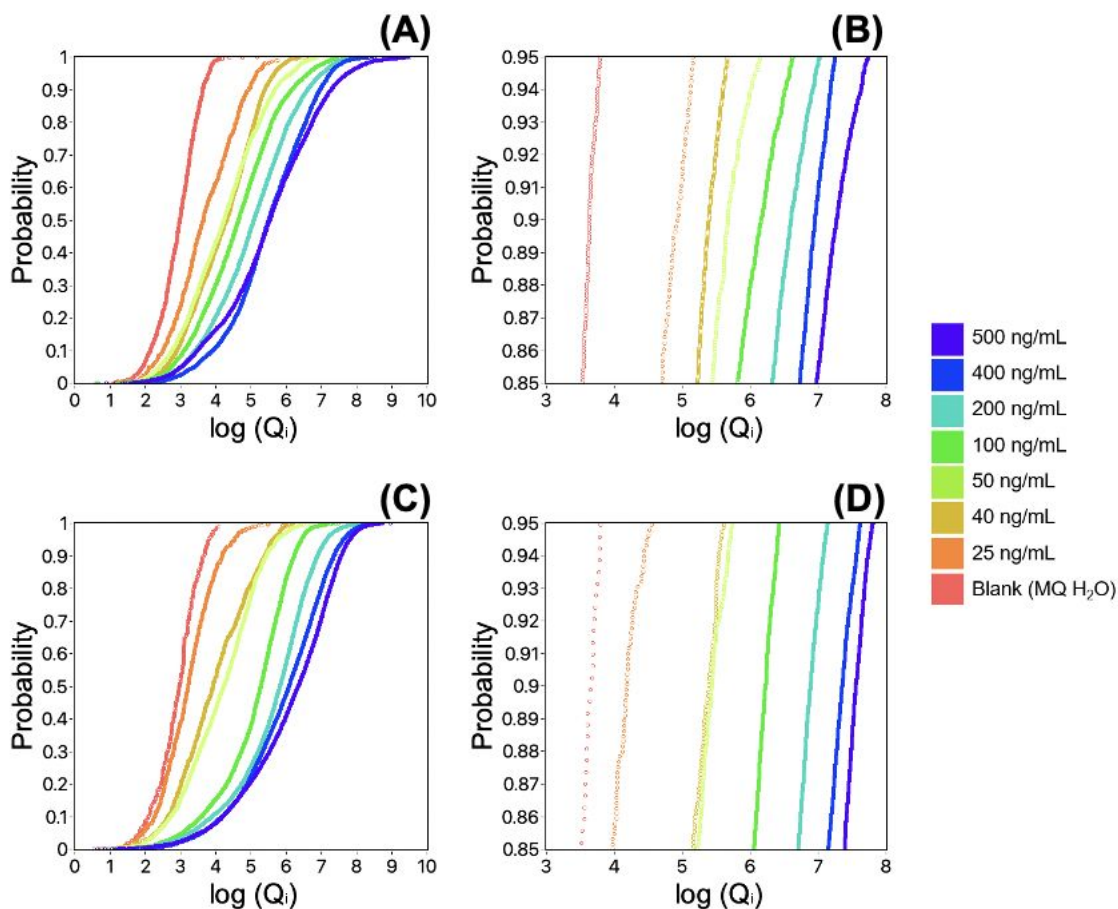 (A)
Probability
1
0.9
0.8
0.7
0.6
0.5
0.4
0.3
0.2
0.1
0
0 1 2 3 4 5 6 7 8 9 10
log (Qi)
(B)
Probability
0.95
0.94
0.93
0.92
0.91
0.9
0.89
0.88
0.87
0.86
0.85
3 4 5 6 7 8
log (Qi)
(C)
Probability
1
0.9
0.8
0.7
0.6
0.5
0.4
0.3
0.2
0.1
0
0 1 2 3 4 5 6 7 8 9 10
log (Qi)
(D)
Probability
0.95
0.94
0.93
0.92
0.91
0.9
0.89
0.88
0.87
0.86
0.85
3 4 5 6 7 8
log (Qi)
500 ng/mL
400 ng/mL
200 ng/mL
100 ng/mL
50 ng/mL
40 ng/mL
25 ng/mL
Blank (MQ H₂O)